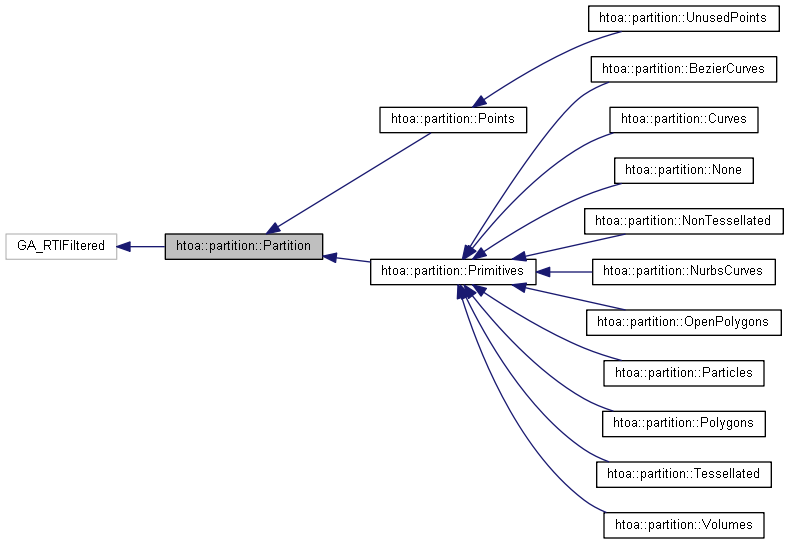 htoa::partition::UnusedPoints
htoa::partition::BezierCurves
htoa::partition::Points
htoa::partition::Curves
htoa::partition::None
htoa::partition::NonTessellated
GA_RTIFiltered
htoa::partition::Partition
htoa::partition::Primitives
htoa::partition::NurbsCurves
htoa::partition::OpenPolygons
htoa::partition::Particles
htoa::partition::Polygons
htoa::partition::Tessellated
htoa::partition::Volumes